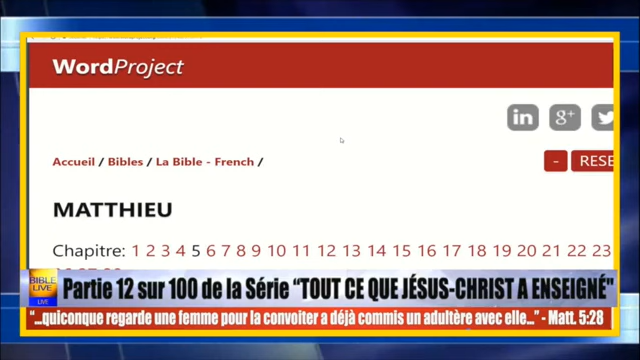 WordProject
in g+
Accueil / Bibles / La Bible - French /
- RESE
MATTHIEU
Chapitre: 1 2 3 4 5 6 7 8 9 10 11 12 13 14 15 16 17 18 19 20 21 22 23
BIBLE
LIVE
LIVE
Partie 12 sur 100 de la Série “TOUT CE QUE JÉSUS-CHRIST A ENSEIGNÉ"
“...quiconque regarde une femme pour la convoiter a déjà commis un adultère avec elle...” - Matt. 5:28